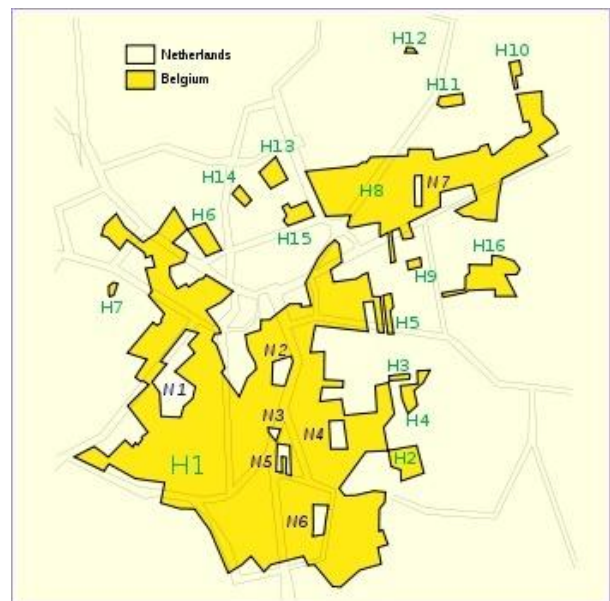 H12
H10
Netherlands
Belgium
H11
H13
H14
H8
N7
H6
H15
H16
H9
H7
H5
N2
H3
N1
H4
N3
N4
H1
N5
H2
N6